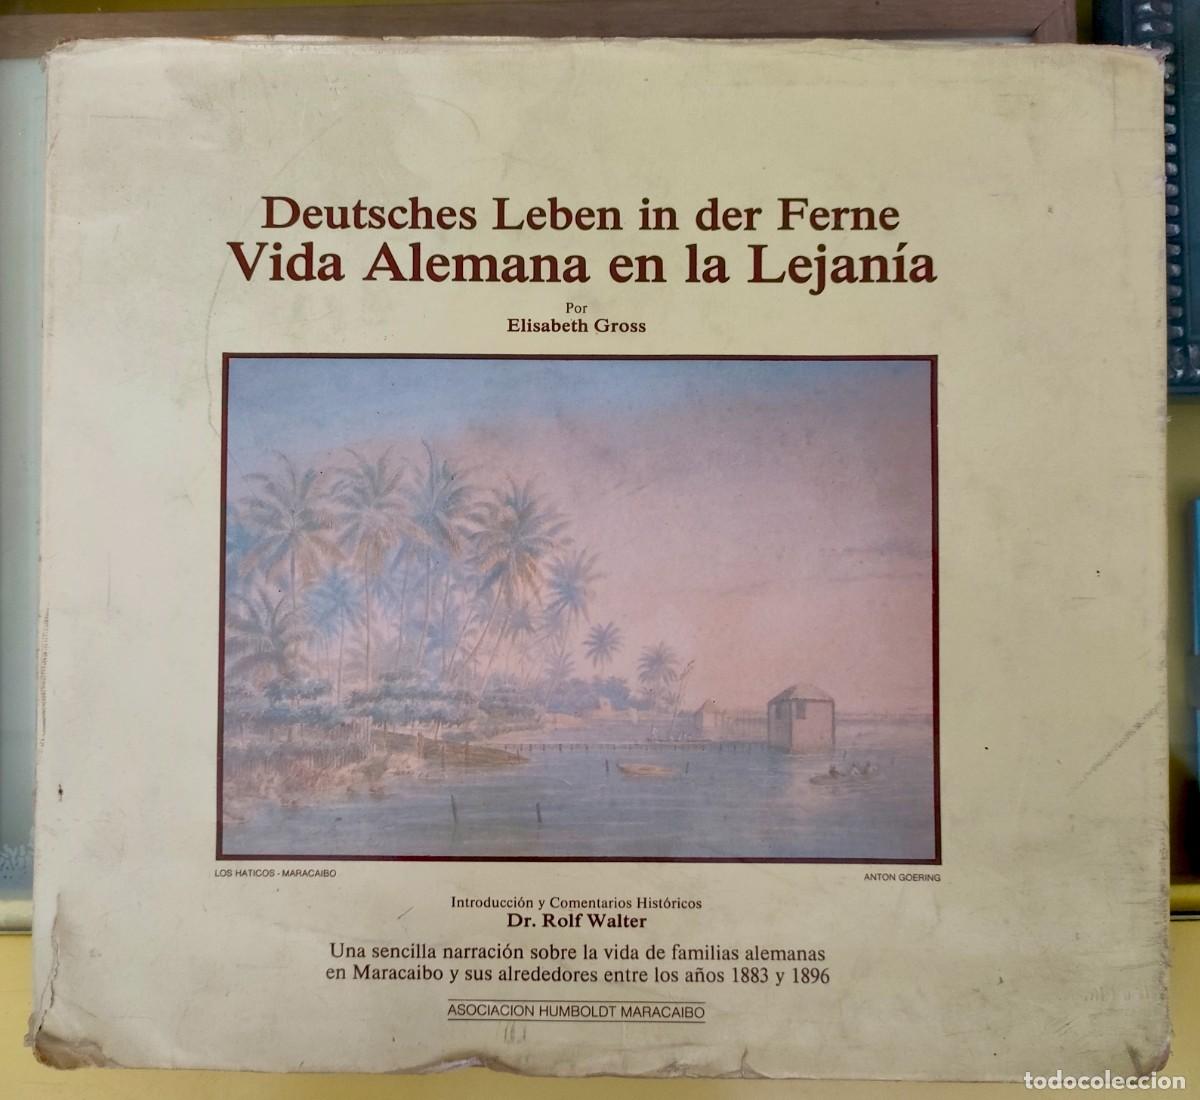 Deutsches Leben in der Ferne
Vida Alemana en la Lejanía
Por
Elisabeth Gross
LOS HATICOS - MARACAIBO
ANTON GOERING
Introducción y Comentarios Históricos
Dr. Rolf Walter
Una sencilla narración sobre la vida de familias alemanas
en Maracaibo y sus alrededores entre los años 1883 y 1896
ASOCIACION HUMBOLDT MARACAIBO
todocoleccion